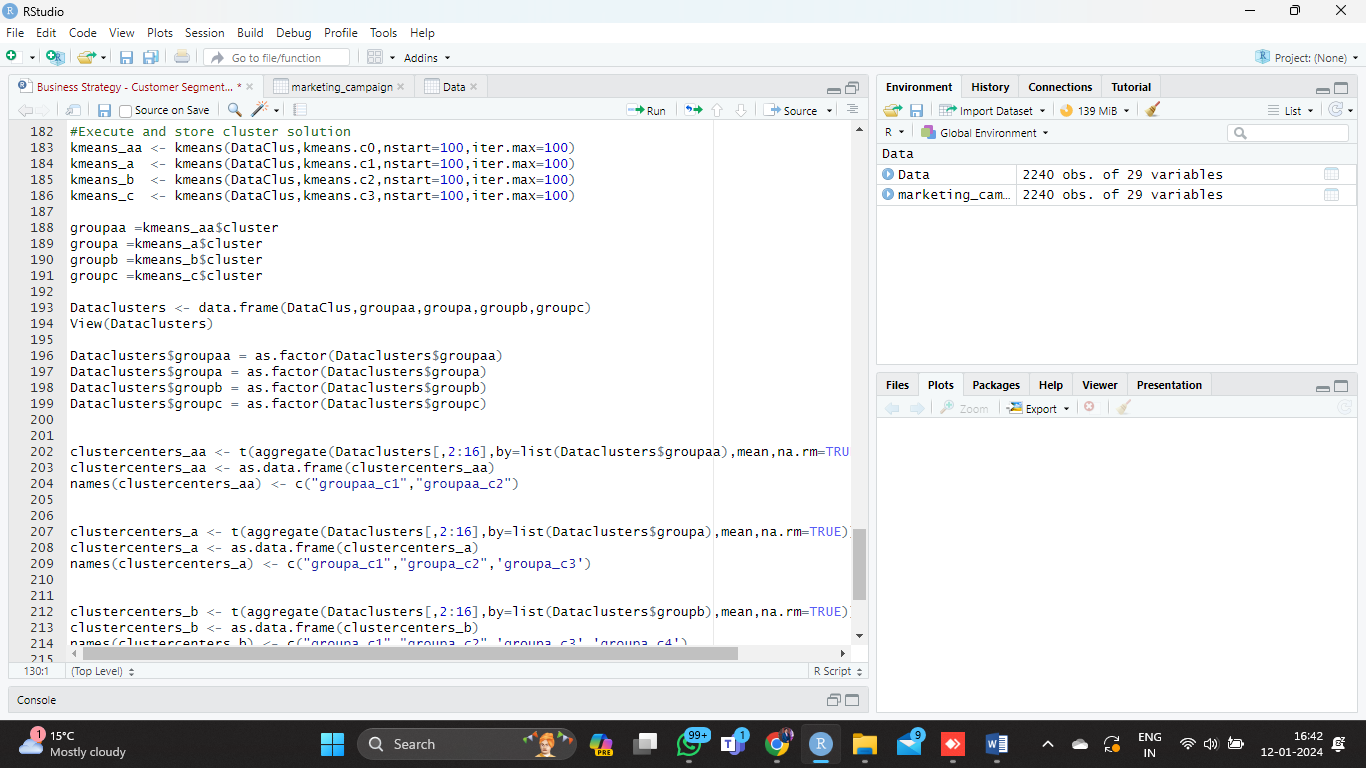 RStudio
File Edit Code View Plots Session Build Debug Profile Tools Help
Go to file/function Addins Project: (None)
Business Strategy - Customer Segment... * marketing_campaign Data
Source on Save Run Source
182 #Execute and store cluster solution
183 kmeans_aa <- kmeans(DataClus,kmeans.c0,nstart=100,iter.max=100)
184 kmeans_a <- kmeans(DataClus,kmeans.c1,nstart=100,iter.max=100)
185 kmeans_b <- kmeans(DataClus,kmeans.c2,nstart=100,iter.max=100)
186 kmeans_c <- kmeans(DataClus,kmeans.c3,nstart=100,iter.max=100)
187
188 groupaa =kmeans_aa$cluster
189 groupa =kmeans_a$cluster
190 groupb =kmeans_b$cluster
191 groupc =kmeans_c$cluster
192
193 Dataclusters <- data.frame(DataClus,groupaa,groupa,groupb,groupc)
194 View(Dataclusters)
195
196 Dataclusters$groupaa = as.factor(Dataclusters$groupaa)
197 Dataclusters$groupa = as.factor(Dataclusters$groupa)
198 Dataclusters$groupb = as.factor(Dataclusters$groupb)
199 Dataclusters$groupc = as.factor(Dataclusters$groupc)
200
201
202 clustercenters_aa <- t(aggregate(Dataclusters[,2:16],by=list(Dataclusters$groupaa),mean,na.rm=TRU
203 clustercenters_aa <- as.data.frame(clustercenters_aa)
204 names(clustercenters_aa) <- c("groupaa_c1","groupaa_c2")
205
206
207 clustercenters_a <- t(aggregate(Dataclusters[,2:16],by=list(Dataclusters$groupa),mean,na.rm=TRUE))
208 clustercenters_a <- as.data.frame(clustercenters_a)
209 names(clustercenters_a) <- c("groupa_c1","groupa_c2",'groupa_c3')
210
211
212 clustercenters_b <- t(aggregate(Dataclusters[,2:16],by=list(Dataclusters$groupb),mean,na.rm=TRUE))
213 clustercenters_b <- as.data.frame(clustercenters_b)
214 names(clustercenters_b) <- c("groupa_c1","groupa_c2",'groupa_c3','groupa_c4')
215
130:1 (Top Level) R Script
Console
Environment History Connections Tutorial
Import Dataset 139 MiB List
R Global Environment
Data
Data 2240 obs. of 29 variables
marketing_cam… 2240 obs. of 29 variables
Files Plots Packages Help Viewer Presentation
Zoom Export
1 15°C
Mostly cloudy
Search
PRE
99+
1
9
ENG
IN
16:42
12-01-2024